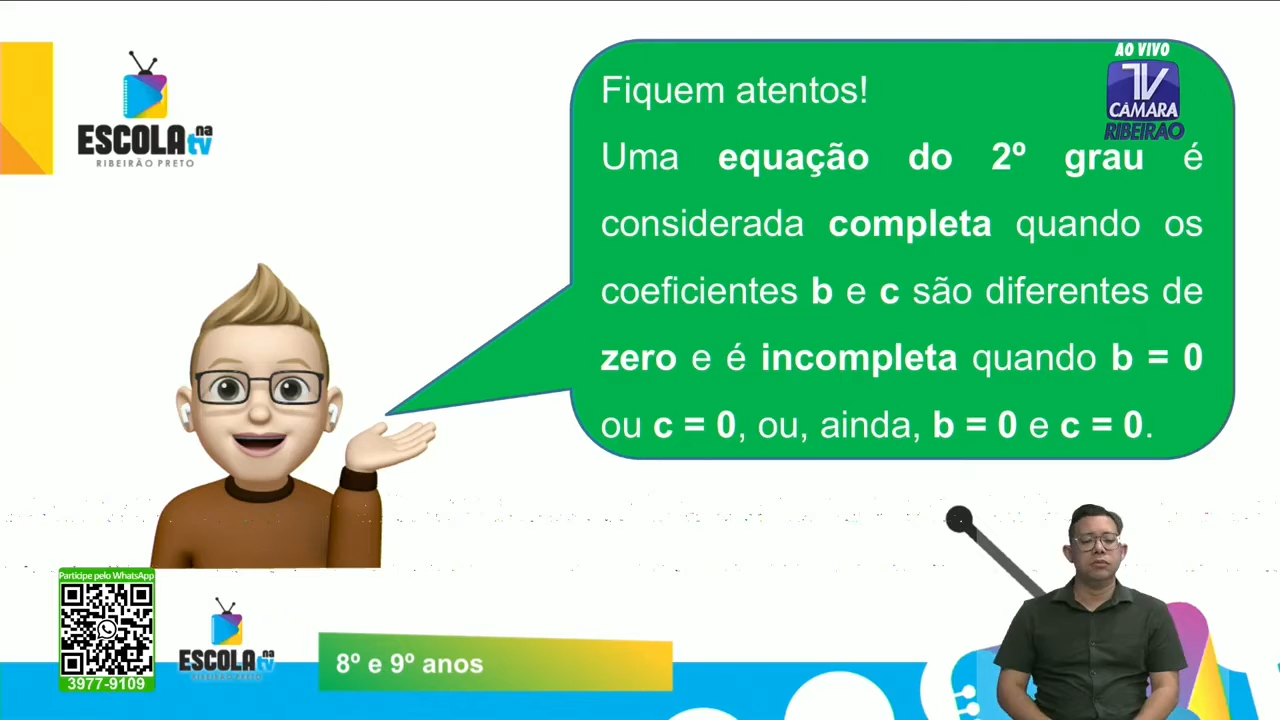 Fiquem atentos!
Uma equação do 2º grau é
considerada completa quando os
coeficientes b e c são diferentes de
zero e é incompleta quando b = 0
ou c = 0, ou, ainda, b = 0 e c = 0.
AO VIVO
TV
CÂMARA
RIBEIRÃO
ESCOLA na tv
RIBEIRÃO PRETO
Participe pelo WhatsApp
3977-9109
ESCOLA na tv
RIBEIRÃO PRETO
8º e 9º anos